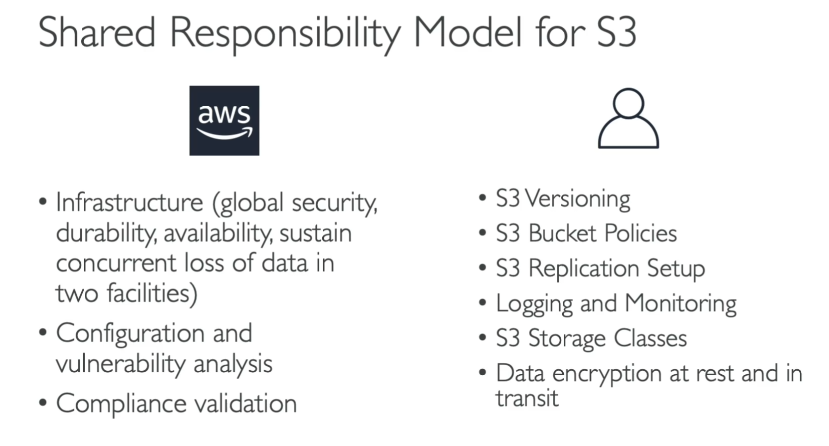 Shared Responsibility Model for S3
aws
• Infrastructure (global security,
durability, availability, sustain
concurrent loss of data in
two facilities)
• Configuration and
vulnerability analysis
• Compliance validation
• S3 Versioning
• S3 Bucket Policies
• S3 Replication Setup
• Logging and Monitoring
• S3 Storage Classes
• Data encryption at rest and in
transit